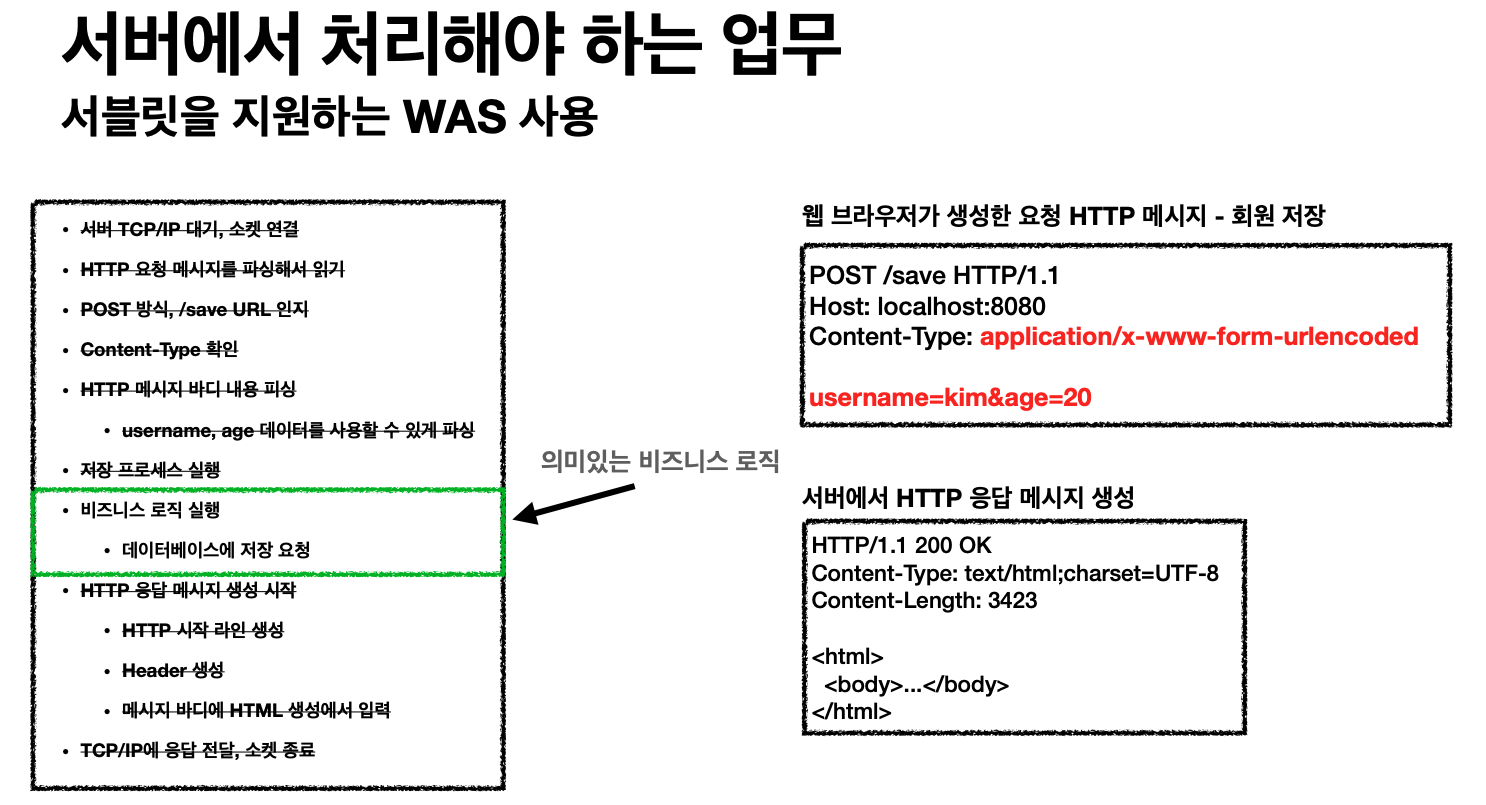 서버에서 처리해야 하는 업무
서블릿을 지원하는 WAS 사용
• 서버 TCP/IP 대기, 소켓 연결
• HTTP 요청 메시지를 파싱해서 읽기
• POST 방식, /save URL 인지
• Content-Type 확인
• HTTP 메시지 바디 내용 피싱
• username, age 데이터를 사용할 수 있게 파싱
• 저장 프로세스 실행
• 비즈니스 로직 실행
• 데이터베이스에 저장 요청
• HTTP 응답 메시지 생성 시작
• HTTP 시작 라인 생성
• Header 생성
• 메시지 바디에 HTML 생성에서 입력
• TCP/IP에 응답 전달, 소켓 종료
의미있는 비즈니스 로직
웹 브라우저가 생성한 요청 HTTP 메시지 - 회원 저장
POST /save HTTP/1.1
Host: localhost:8080
Content-Type: application/x-www-form-urlencoded
username=kim&age=20
서버에서 HTTP 응답 메시지 생성
HTTP/1.1 200 OK
Content-Type: text/html;charset=UTF-8
Content-Length: 3423
<html>
<body>...</body>
</html>